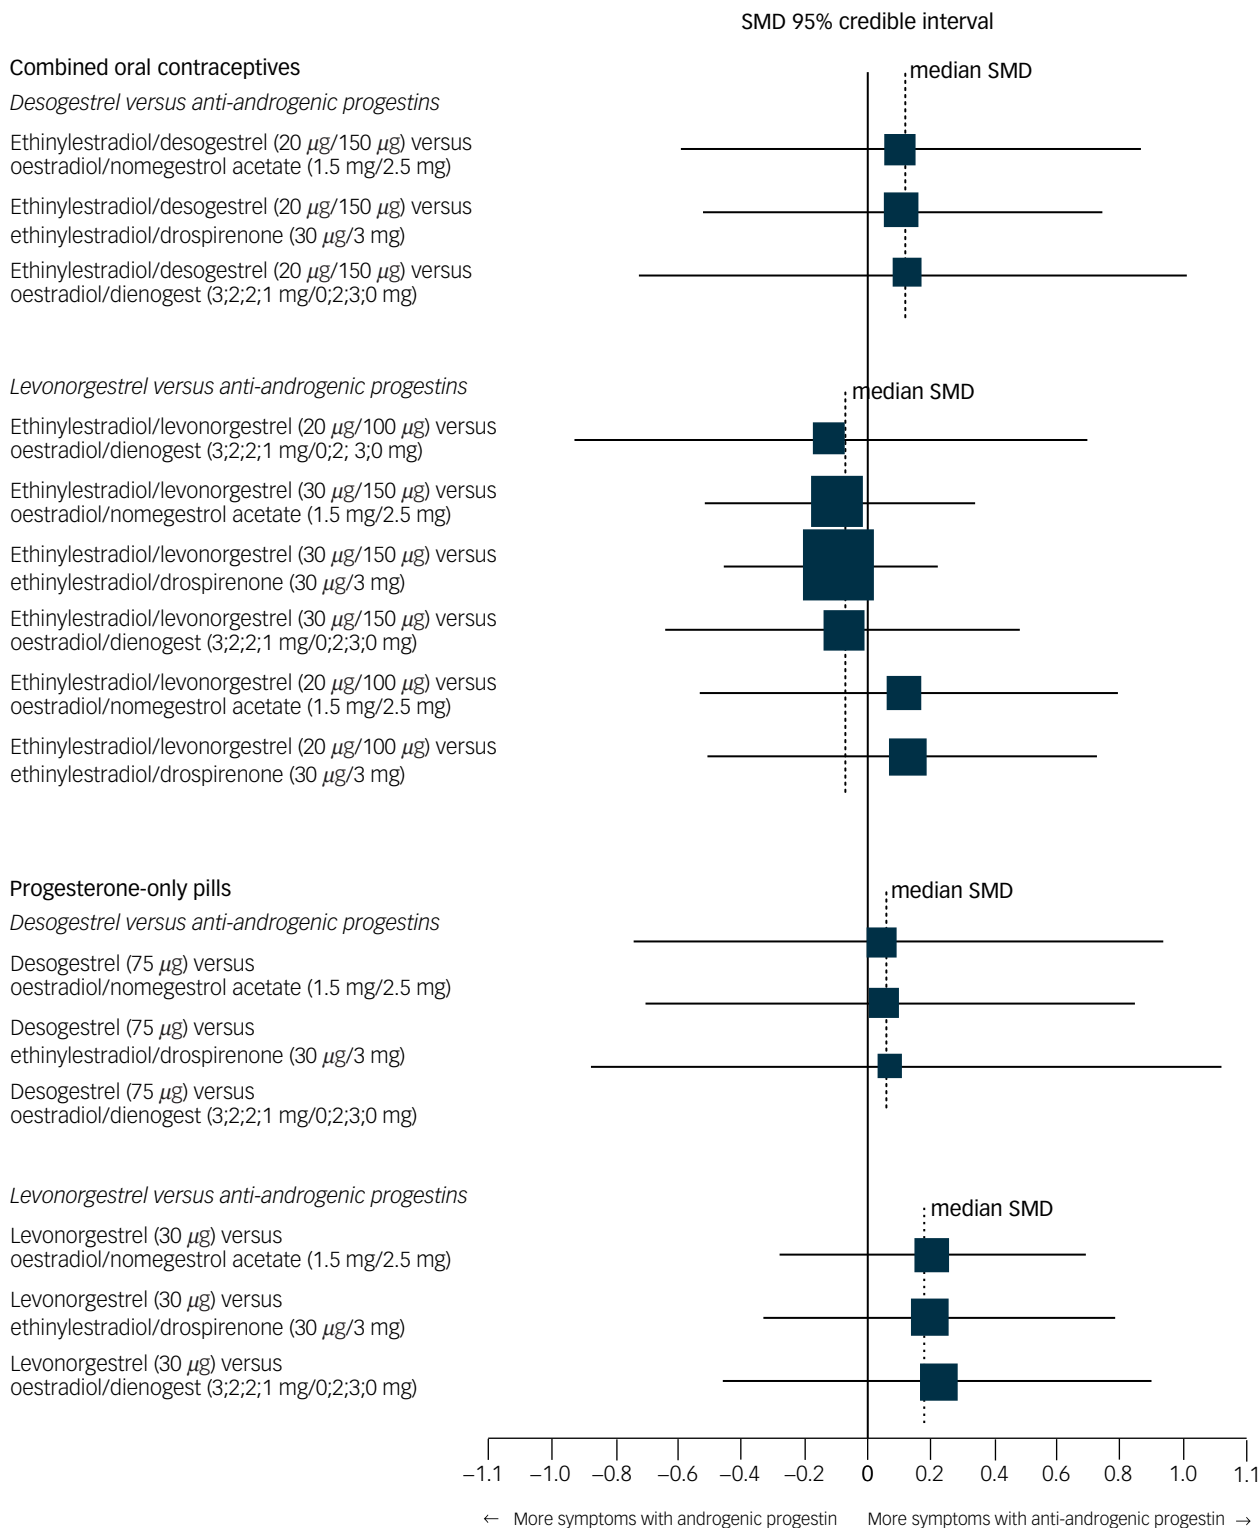 SMD 95% credible interval
Combined oral contraceptives
median SMD
Desogestrel versus anti-androgenic progestins
Ethinylestradiol/desogestrel (20 µg/150 µg) versus
oestradiol/nomegestrol acetate (1.5 mg/2.5 mg)
Ethinylestradiol/desogestrel (20 µg/150 µg) versus
ethinylestradiol/drospirenone (30 µg/3 mg)
Ethinylestradiol/desogestrel (20 µg/150 µg) versus
oestradiol/dienogest (3;2;2;1 mg/0;2;3;0 mg)
Levonorgestrel versus anti-androgenic progestins
median SMD
Ethinylestradiol/levonorgestrel (20 µg/100 µg) versus
oestradiol/dienogest (3;2;2;1 mg/0;2; 3;0 mg)
Ethinylestradiol/levonorgestrel (30 µg/150 µg) versus
oestradiol/nomegestrol acetate (1.5 mg/2.5 mg)
Ethinylestradiol/levonorgestrel (30 µg/150 µg) versus
ethinylestradiol/drospirenone (30 µg/3 mg)
Ethinylestradiol/levonorgestrel (30 µg/150 µg) versus
oestradiol/dienogest (3;2;2;1 mg/0;2;3;0 mg)
Ethinylestradiol/levonorgestrel (20 µg/100 µg) versus
oestradiol/nomegestrol acetate (1.5 mg/2.5 mg)
Ethinylestradiol/levonorgestrel (20 µg/100 µg) versus
ethinylestradiol/drospirenone (30 µg/3 mg)
Progesterone-only pills
median SMD
Desogestrel versus anti-androgenic progestins
Desogestrel (75 µg) versus
oestradiol/nomegestrol acetate (1.5 mg/2.5 mg)
Desogestrel (75 µg) versus
ethinylestradiol/drospirenone (30 µg/3 mg)
Desogestrel (75 µg) versus
oestradiol/dienogest (3;2;2;1 mg/0;2;3;0 mg)
Levonorgestrel versus anti-androgenic progestins
median SMD
Levonorgestrel (30 µg) versus
oestradiol/nomegestrol acetate (1.5 mg/2.5 mg)
Levonorgestrel (30 µg) versus
ethinylestradiol/drospirenone (30 µg/3 mg)
Levonorgestrel (30 µg) versus
oestradiol/dienogest (3;2;2;1 mg/0;2;3;0 mg)
–1.1 –1.0 –0.8 –0.6 –0.4 –0.2 0 0.2 0.4 0.6 0.8 1.0 1.1
← More symptoms with androgenic progestin More symptoms with anti-androgenic progestin →